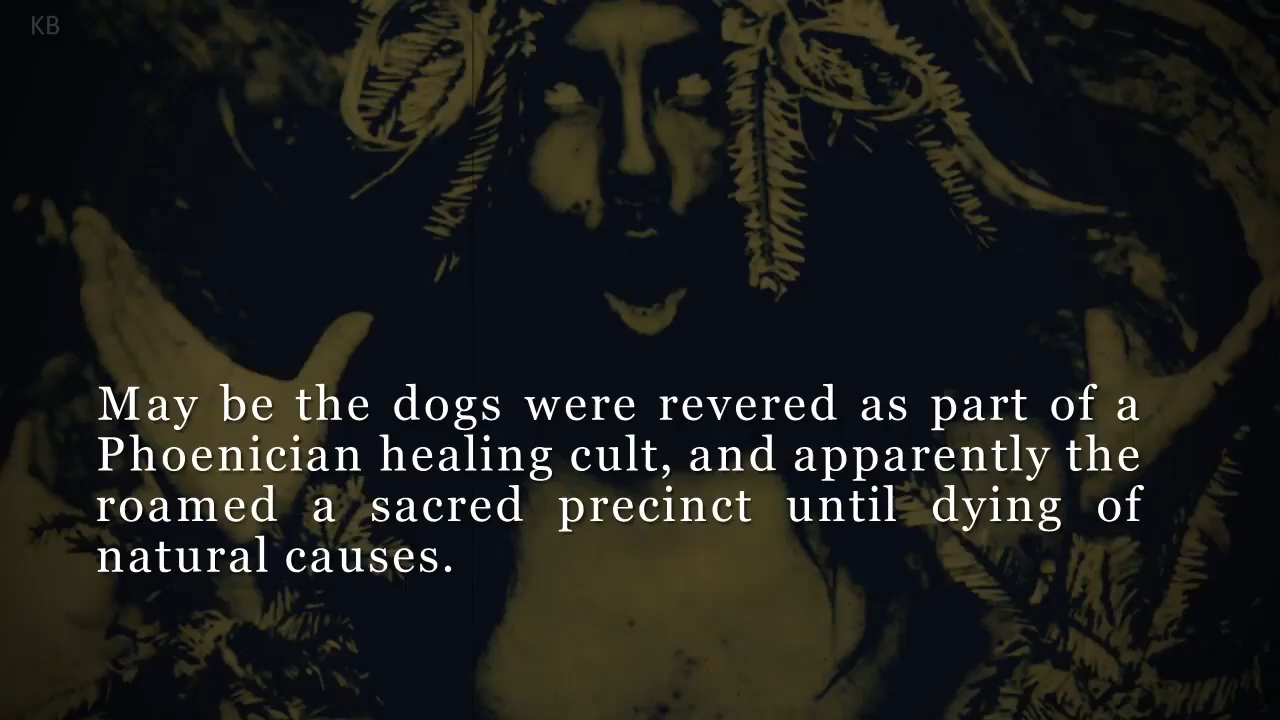 KB
May be the dogs were revered as part of a
Phoenician healing cult, and apparently the
roamed a sacred precinct until dying of
natural causes.